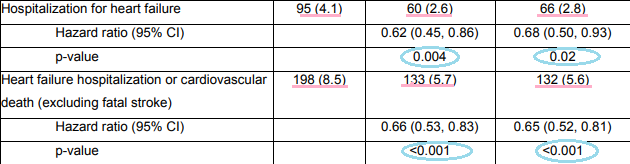 Hospitalization for heart failure 95 (4.1) 60 (2.6) 66 (2.8)
Hazard ratio (95% CI) 0.62 (0.45, 0.86) 0.68 (0.50, 0.93)
p-value 0.004 0.02
Heart failure hospitalization or cardiovascular 198 (8.5) 133 (5.7) 132 (5.6)
death (excluding fatal stroke)
Hazard ratio (95% CI) 0.66 (0.53, 0.83) 0.65 (0.52, 0.81)
p-value <0.001 <0.001